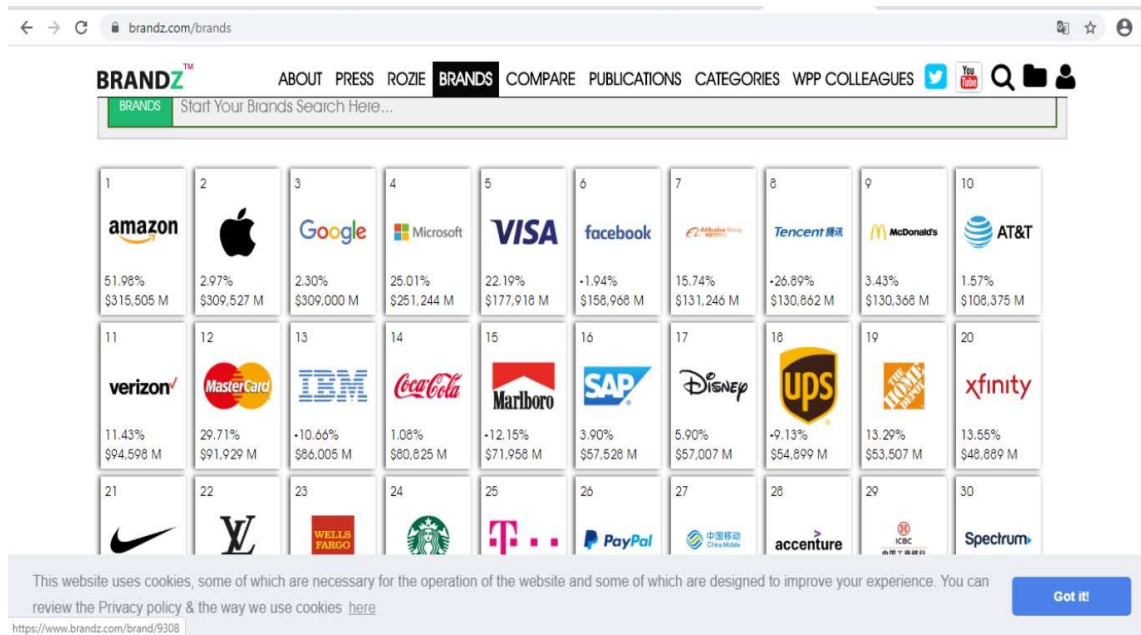 brandz.com/brands
BRANDZ™ ABOUT PRESS ROZIE BRANDS COMPARE PUBLICATIONS CATEGORIES WPP COLLEAGUES You Tube
BRANDS Start Your Brands Search Here...
1 2 3 4 5 6 7 8 9 10
amazon Google Microsoft VISA facebook Alibaba Group Tencent 腾讯 McDonald's AT&T
51.98% 2.97% 2.30% 25.01% 22.19% -1.94% 15.74% -26.89% 3.43% 1.57%
$315,505 M $309,527 M $309,000 M $251,244 M $177,918 M $158,968 M $131,246 M $130,862 M $130,368 M $108,375 M
11 12 13 14 15 16 17 18 19 20
verizon✓ MasterCard IBM Coca-Cola Marlboro SAP Disney ups THE HOME DEPOT xfinity
11.43% 29.71% -10.66% 1.08% -12.15% 3.90% 5.90% -9.13% 13.29% 13.55%
$94,598 M $91,929 M $86,005 M $80,825 M $71,958 M $57,528 M $57,007 M $54,899 M $53,507 M $48,889 M
21 22 23 24 25 26 27 28 29 30
LV WELLS FARGO T PayPal 中国移动 China Mobile accenture ICBC Spectrum
This website uses cookies, some of which are necessary for the operation of the website and some of which are designed to improve your experience. You can
review the Privacy policy & the way we use cookies here
Got it!
https://www.brandz.com/brand/9308